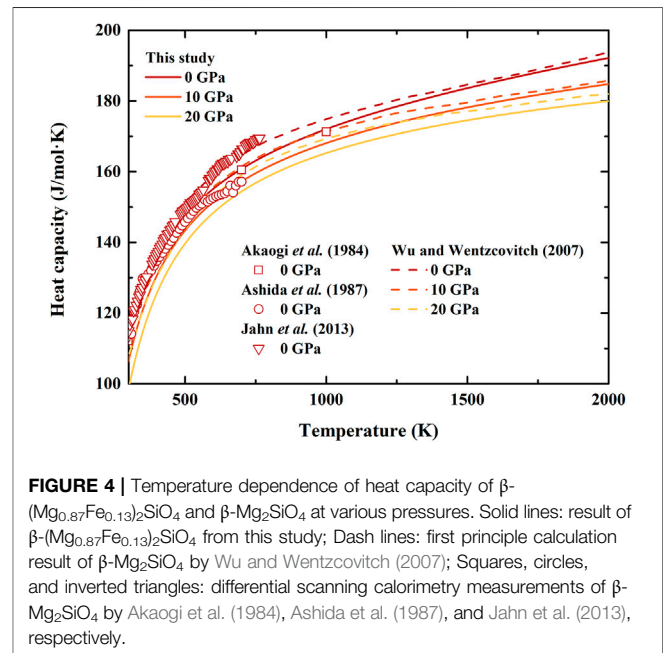 200
180
160
140
120
100
Heat capacity (J/mol·K)
This study
0 GPa
10 GPa
20 GPa
Akaogi et al. (1984)
0 GPa
Ashida et al. (1987)
0 GPa
Jahn et al. (2013)
0 GPa
Wu and Wentzcovitch (2007)
0 GPa
10 GPa
20 GPa
500 1000 1500 2000
Temperature (K)
FIGURE 4 | Temperature dependence of heat capacity of β-
(Mg₀.₈₇Fe₀.₁₃)₂SiO₄ and β-Mg₂SiO₄ at various pressures. Solid lines: result of
β-(Mg₀.₈₇Fe₀.₁₃)₂SiO₄ from this study; Dash lines: first principle calculation
result of β-Mg₂SiO₄ by Wu and Wentzcovitch (2007); Squares, circles,
and inverted triangles: differential scanning calorimetry measurements of β-
Mg₂SiO₄ by Akaogi et al. (1984), Ashida et al. (1987), and Jahn et al. (2013),
respectively.